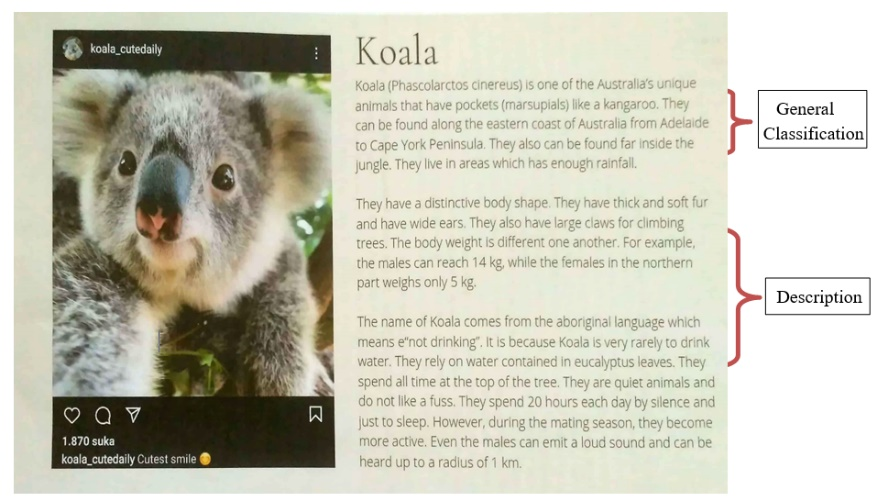 koala_cutedaily
1.870 suka
koala_cutedaily Cutest smile
Koala
Koala (Phascolarctos cinereus) is one of the Australia's unique
animals that have pockets (marsupials) like a kangaroo. They
can be found along the eastern coast of Australia from Adelaide
to Cape York Peninsula. They also can be found far inside the
jungle. They live in areas which has enough rainfall.
They have a distinctive body shape. They have thick and soft fur
and have wide ears. They also have large claws for climbing
trees. The body weight is different one another. For example,
the males can reach 14 kg, while the females in the northern
part weighs only 5 kg.
The name of Koala comes from the aboriginal language which
means e"not drinking". It is because Koala is very rarely to drink
water. They rely on water contained in eucalyptus leaves. They
spend all time at the top of the tree. They are quiet animals and
do not like a fuss. They spend 20 hours each day by silence and
just to sleep. However, during the mating season, they become
more active. Even the males can emit a loud sound and can be
heard up to a radius of 1 km.
General
Classification
Description